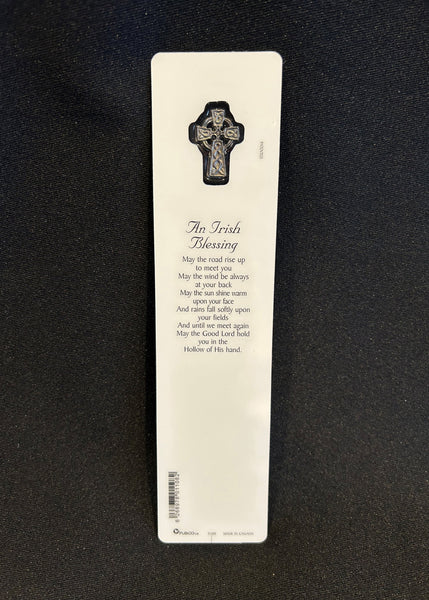 An Irish
Blessing
May the road rise up
to meet you
May the wind be always
at your back
May the sun shine warm
upon your face
And rains fall softly upon
your fields
And until we meet again
May the Good Lord hold
you in the
Hollow of His hand.